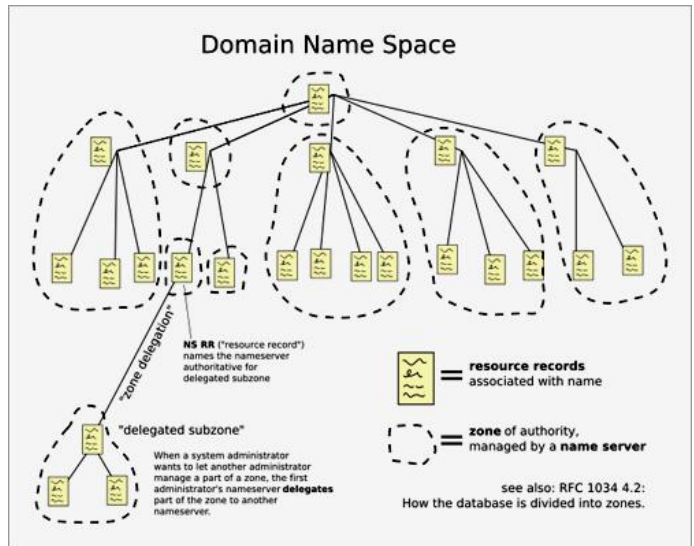 Domain Name Space
NS RR ("resource record")
names the nameserver
authoritative for
delegated subzone
"zone delegation"
resource records
associated with name
"delegated subzone"
zone of authority,
managed by a name server
When a system administrator
wants to let another administrator
manage a part of a zone, the first
administrator's nameserver delegates
part of the zone to another
nameserver.
see also: RFC 1034 4.2:
How the database is divided into zones.